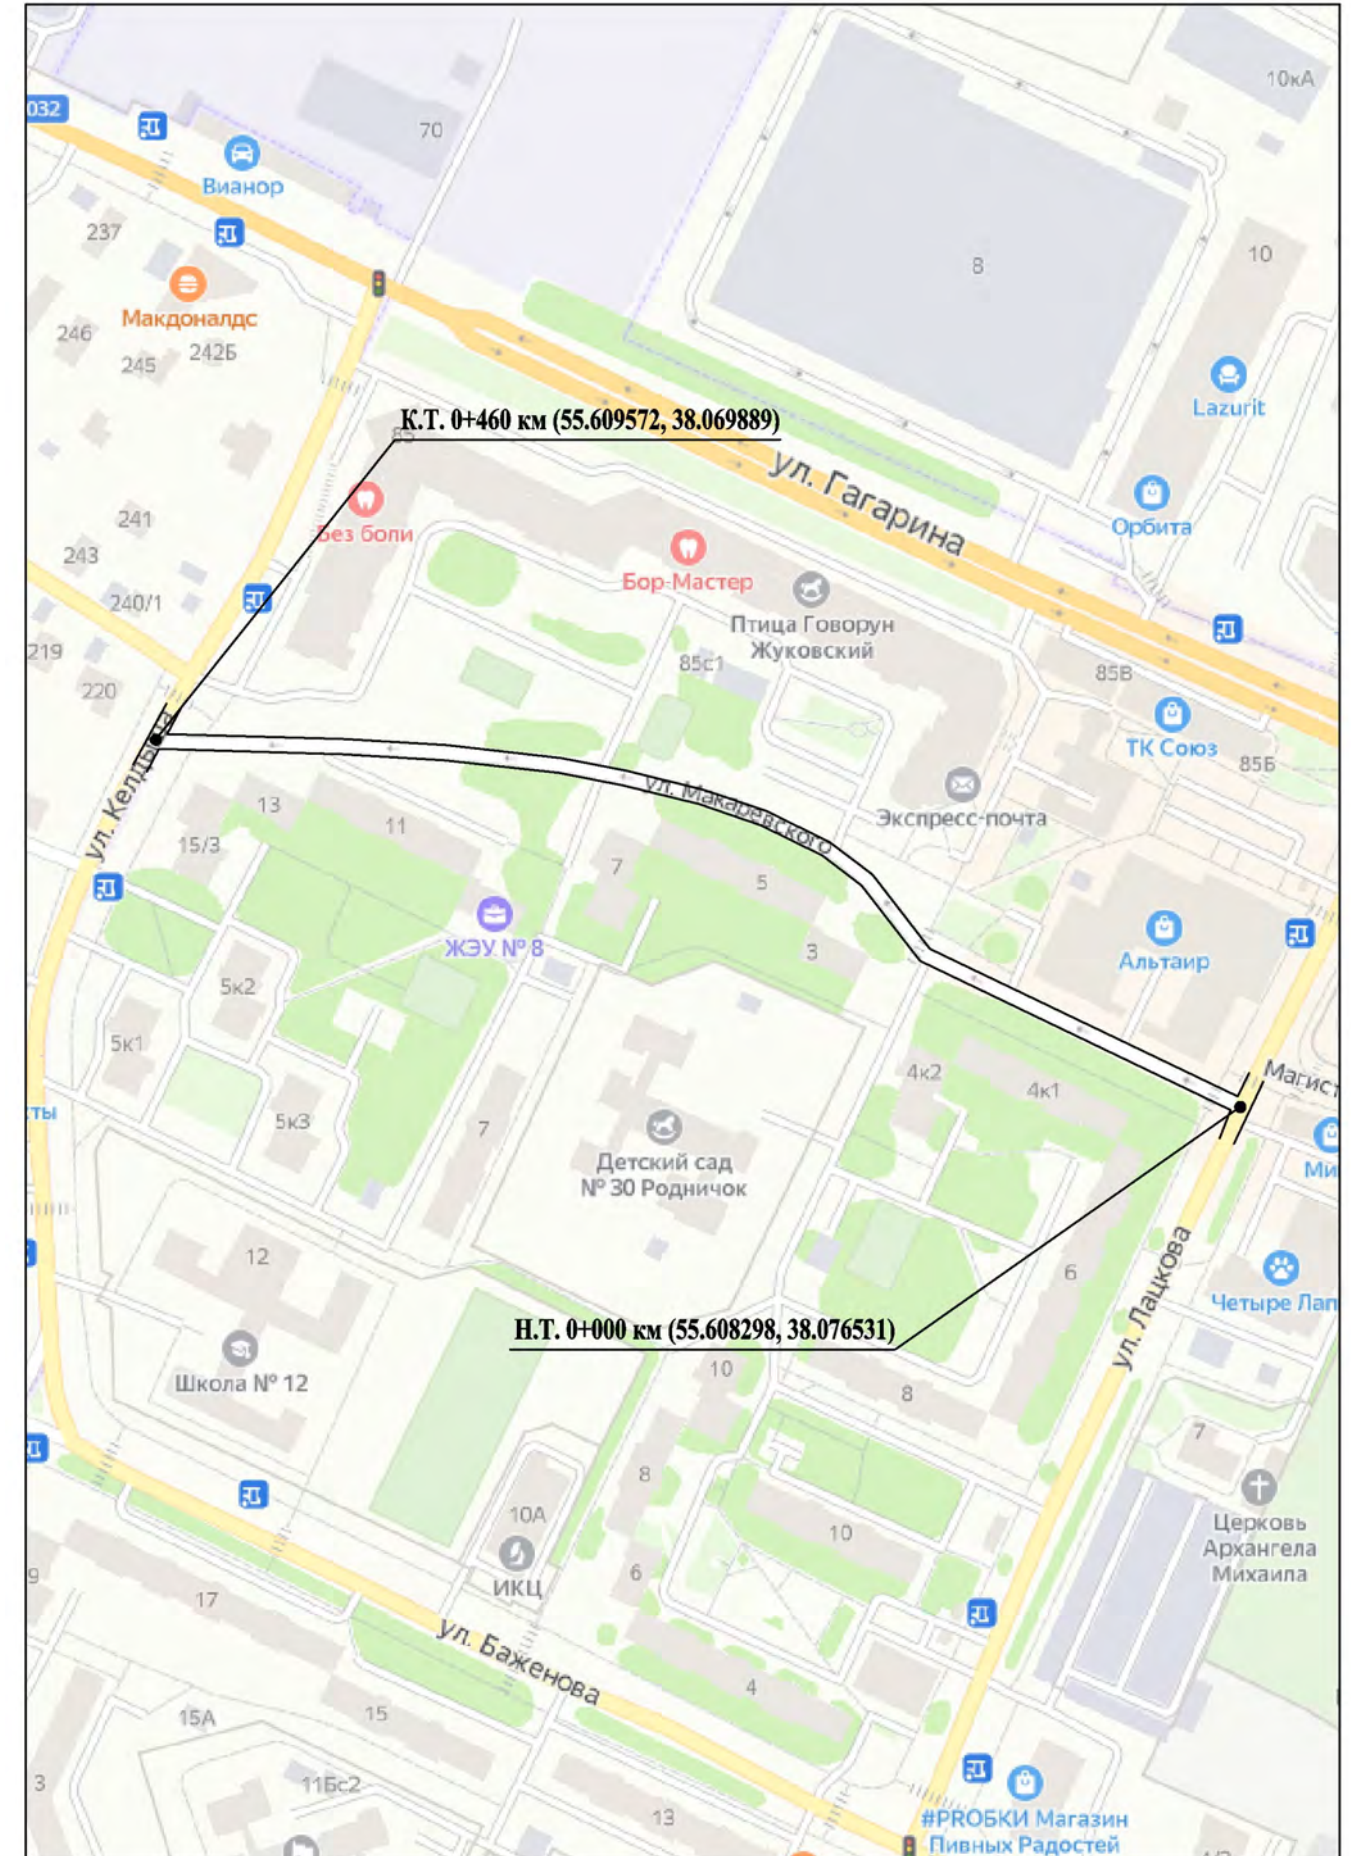 10кА
032
70
Вианор
237
8
10
Макдоналдс
246
245
242Б
Lazurit
К.Т. 0+460 км (55.609572, 38.069889)
85
ул. Гагарина
Без боли
Орбита
241
243
Бор-Мастер
240/1
Птица Говорун
Жуковский
219
220
85с1
85В
ТК Союз
85Б
ул. Келдыша
ул. Макаревского
Экспресс-почта
13
11
15/3
7
5
3
ЖЭУ № 8
Альтаир
5к2
5к1
4к2
4к1
5к3
7
Детский сад
№ 30 Родничок
12
6
ул. Лацкова
Четыре Лап
Н.Т. 0+000 км (55.608298, 38.076531)
Школа № 12
10
8
7
8
10А
10
Церковь
Архангела
Михаила
ИКЦ
6
17
ул. Баженова
4
15А
15
3
11Бс2
13
#PROБКИ Магазин
Пивных Радостей